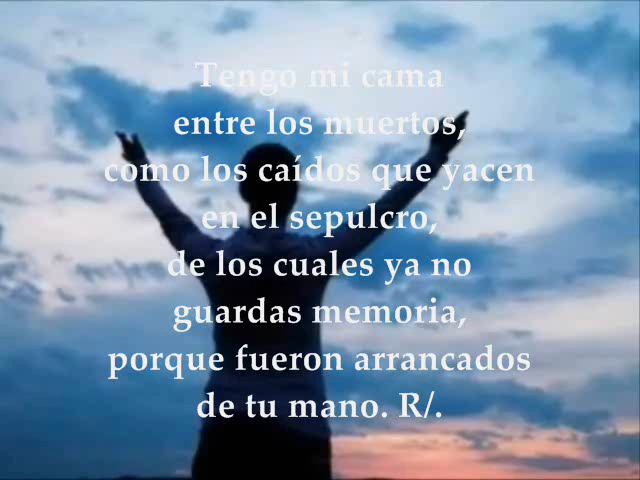 Tengo mi cama
entre los muertos,
como los caídos que yacen
en el sepulcro,
de los cuales ya no
guardas memoria,
porque fueron arrancados
de tu mano. R/.